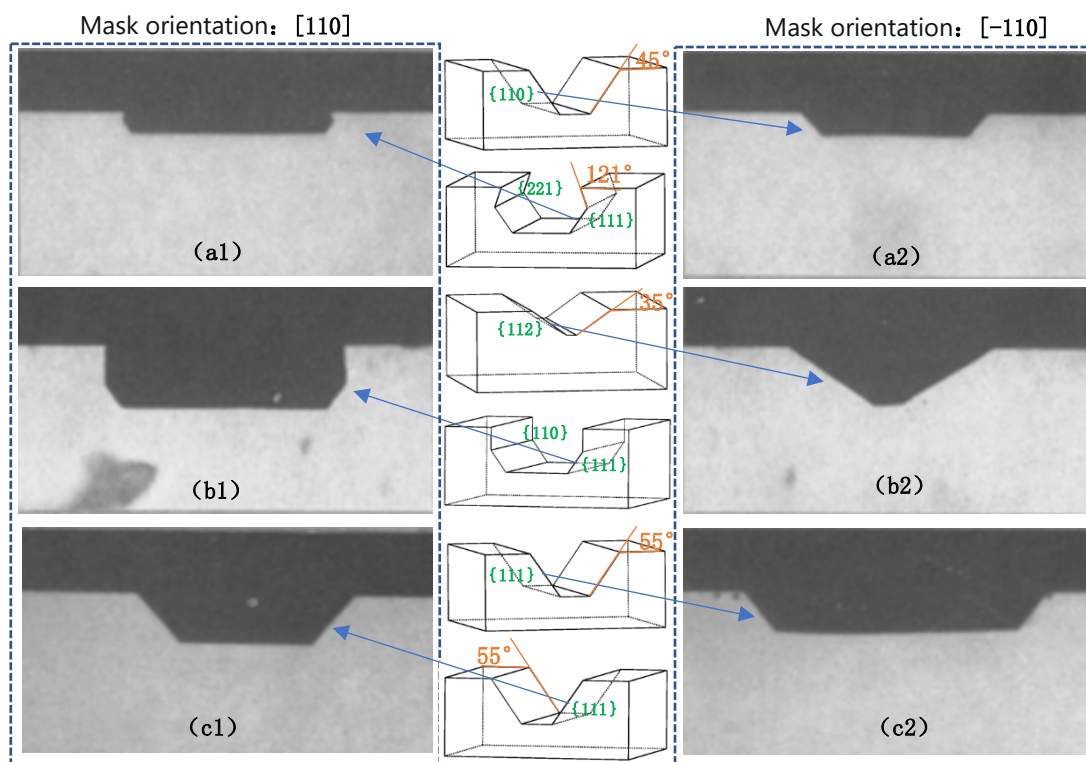 Mask orientation: [110]
Mask orientation: [-110]
45°
{110}
(a1)
(a2)
121°
{221}
{111}
35°
{112}
(b1)
(b2)
{110}
{111}
55°
{111}
55°
{111}
(c1)
(c2)